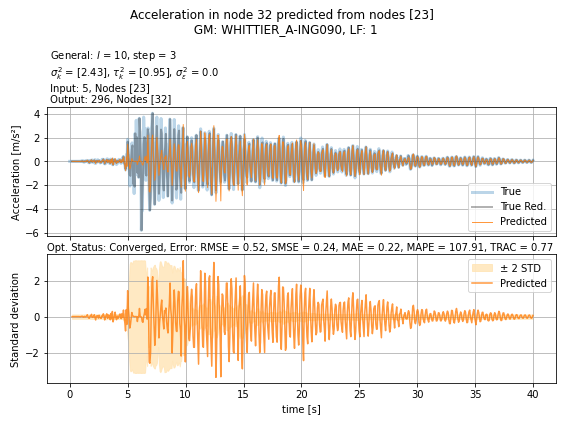 Acceleration in node 32 predicted from nodes [23]
GM: WHITTIER_A-ING090, LF: 1
General: l = 10, step = 3
σ²ₖ = [2.43], τ²ₖ = [0.95], σ²ₛ = 0.0
Input: 5, Nodes [23]
Output: 296, Nodes [32]
Acceleration [m/s²]
4
2
0
−2
−4
−6
True
True Red.
Predicted
Opt. Status: Converged, Error: RMSE = 0.52, SMSE = 0.24, MAE = 0.22, MAPE = 107.91, TRAC = 0.77
Standard deviation
2
0
−2
± 2 STD
Predicted
0 5 10 15 20 25 30 35 40
time [s]